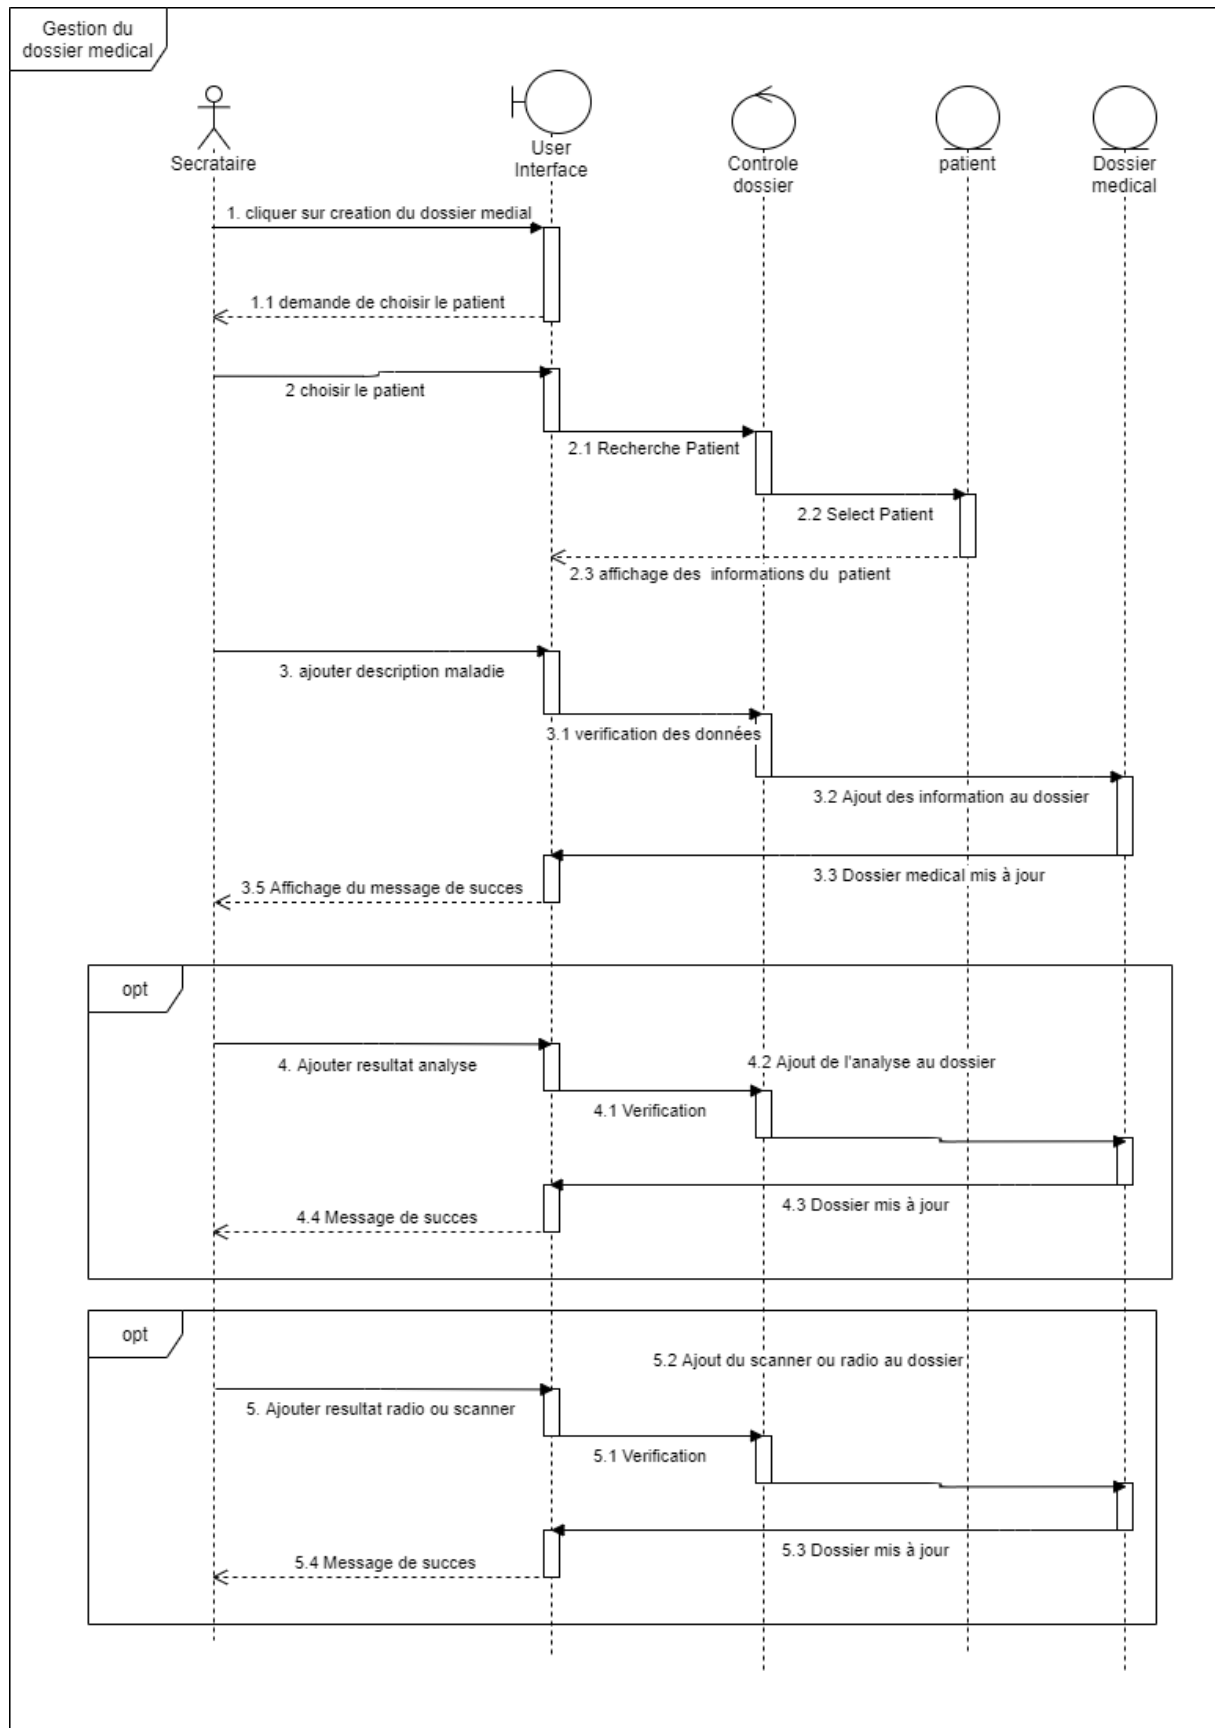 Gestion du
dossier medical
Secrataire
User
Interface
Controle
dossier
patient
Dossier
medical
1. cliquer sur creation du dossier medial
1.1 demande de choisir le patient
2 choisir le patient
2.1 Recherche Patient
2.2 Select Patient
2.3 affichage des informations du patient
3. ajouter description maladie
3.1 verification des données
3.2 Ajout des information au dossier
3.3 Dossier medical mis à jour
3.5 Affichage du message de succes
opt
4. Ajouter resultat analyse
4.2 Ajout de l'analyse au dossier
4.1 Verification
4.3 Dossier mis à jour
4.4 Message de succes
opt
5.2 Ajout du scanner ou radio au dossier
5. Ajouter resultat radio ou scanner
5.1 Verification
5.3 Dossier mis à jour
5.4 Message de succes